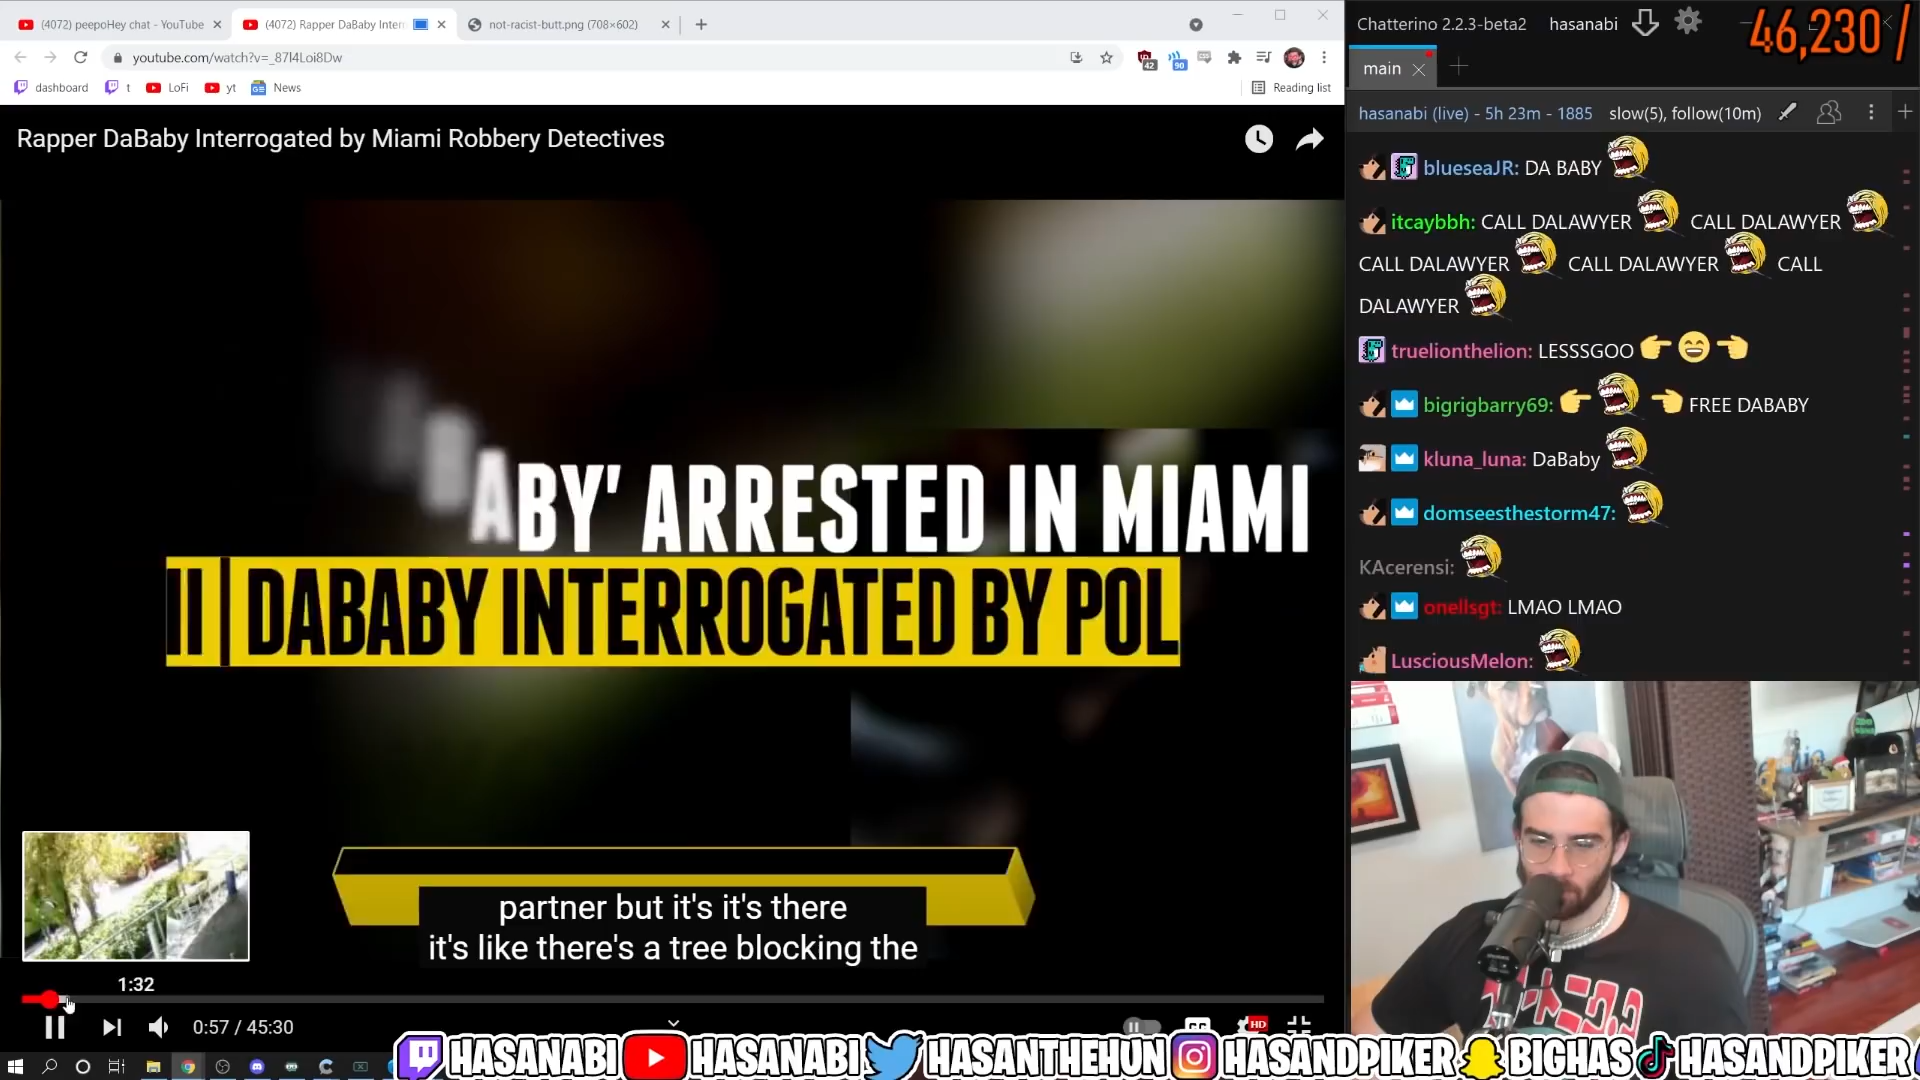 (4072) peepoHey chat - YouTube
(4072) Rapper DaBaby Inter
not-racist-butt.png (708×602)
youtube.com/watch?v=_87l4Loi8Dw
42
90
dashboard
t
LoFi
yt
News
Reading list
Rapper DaBaby Interrogated by Miami Robbery Detectives
ABY' ARRESTED IN MIAMI
DABABY INTERROGATED BY POL
partner but it's it's there
it's like there's a tree blocking the
1:32
0:57 / 45:30
HD
Chatterino 2.2.3-beta2
hasanabi
46,230 /
main
hasanabi (live) - 5h 23m - 1885
slow(5), follow(10m)
blueseaJR: DA BABY
itcaybbh: CALL DALAWYER CALL DALAWYER
CALL DALAWYER CALL DALAWYER CALL
DALAWYER
truelionthelion: LESSSGOO
bigrigbarry69: FREE DABABY
kluna_luna: DaBaby
domseesthestorm47:
KAcerensi:
onellsgt: LMAO LMAO
LusciousMelon:
HASANABI HASANABI HASANTHEHUN HASANDPIKER BIGHAS HASANDPIKER